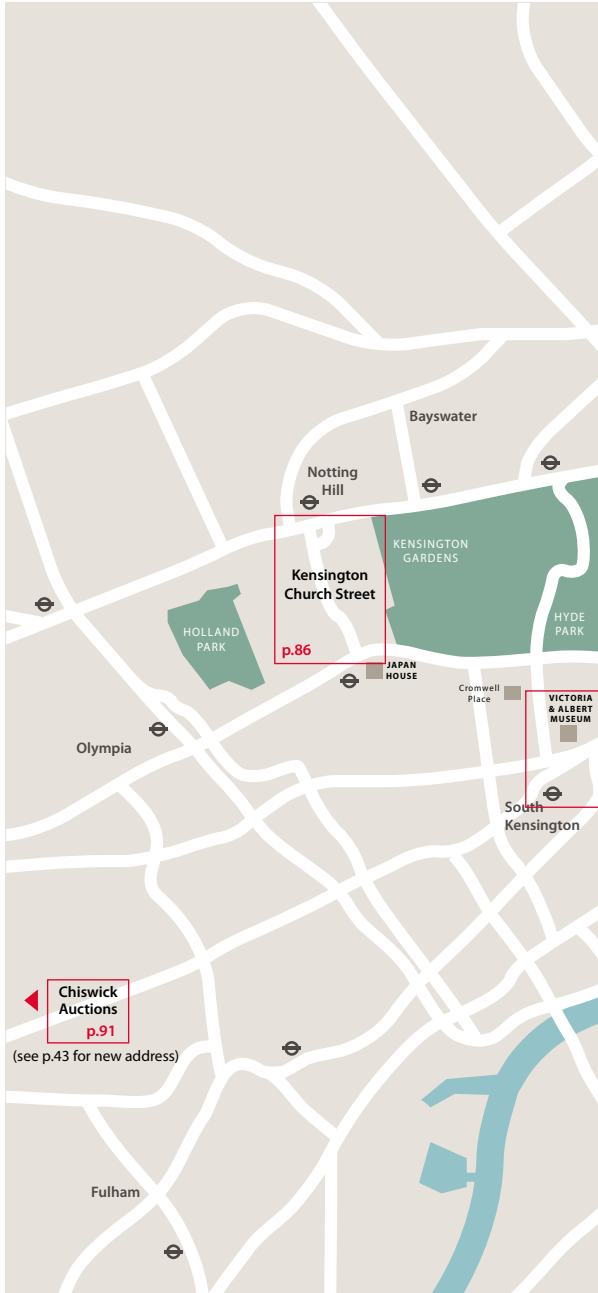 Bayswater
Notting
Hill
KENSINGTON
GARDENS
Kensington
Church Street
HYDE
PARK
HOLLAND
PARK
p.86
JAPAN
HOUSE
Cromwell
Place
VICTORIA
& ALBERT
MUSEUM
Olympia
South
Kensington
Chiswick
Auctions
p.91
(see p.43 for new address)
Fulham